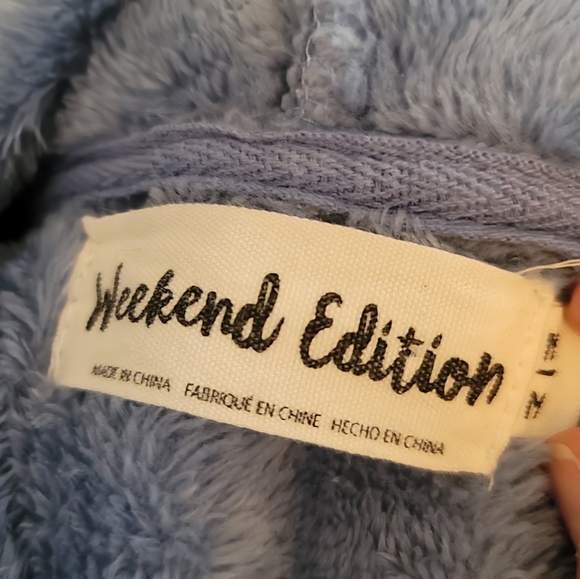 Weekend Edition
MADE IN CHINA FABRIQUÉ EN CHINE HECHO EN CHINA